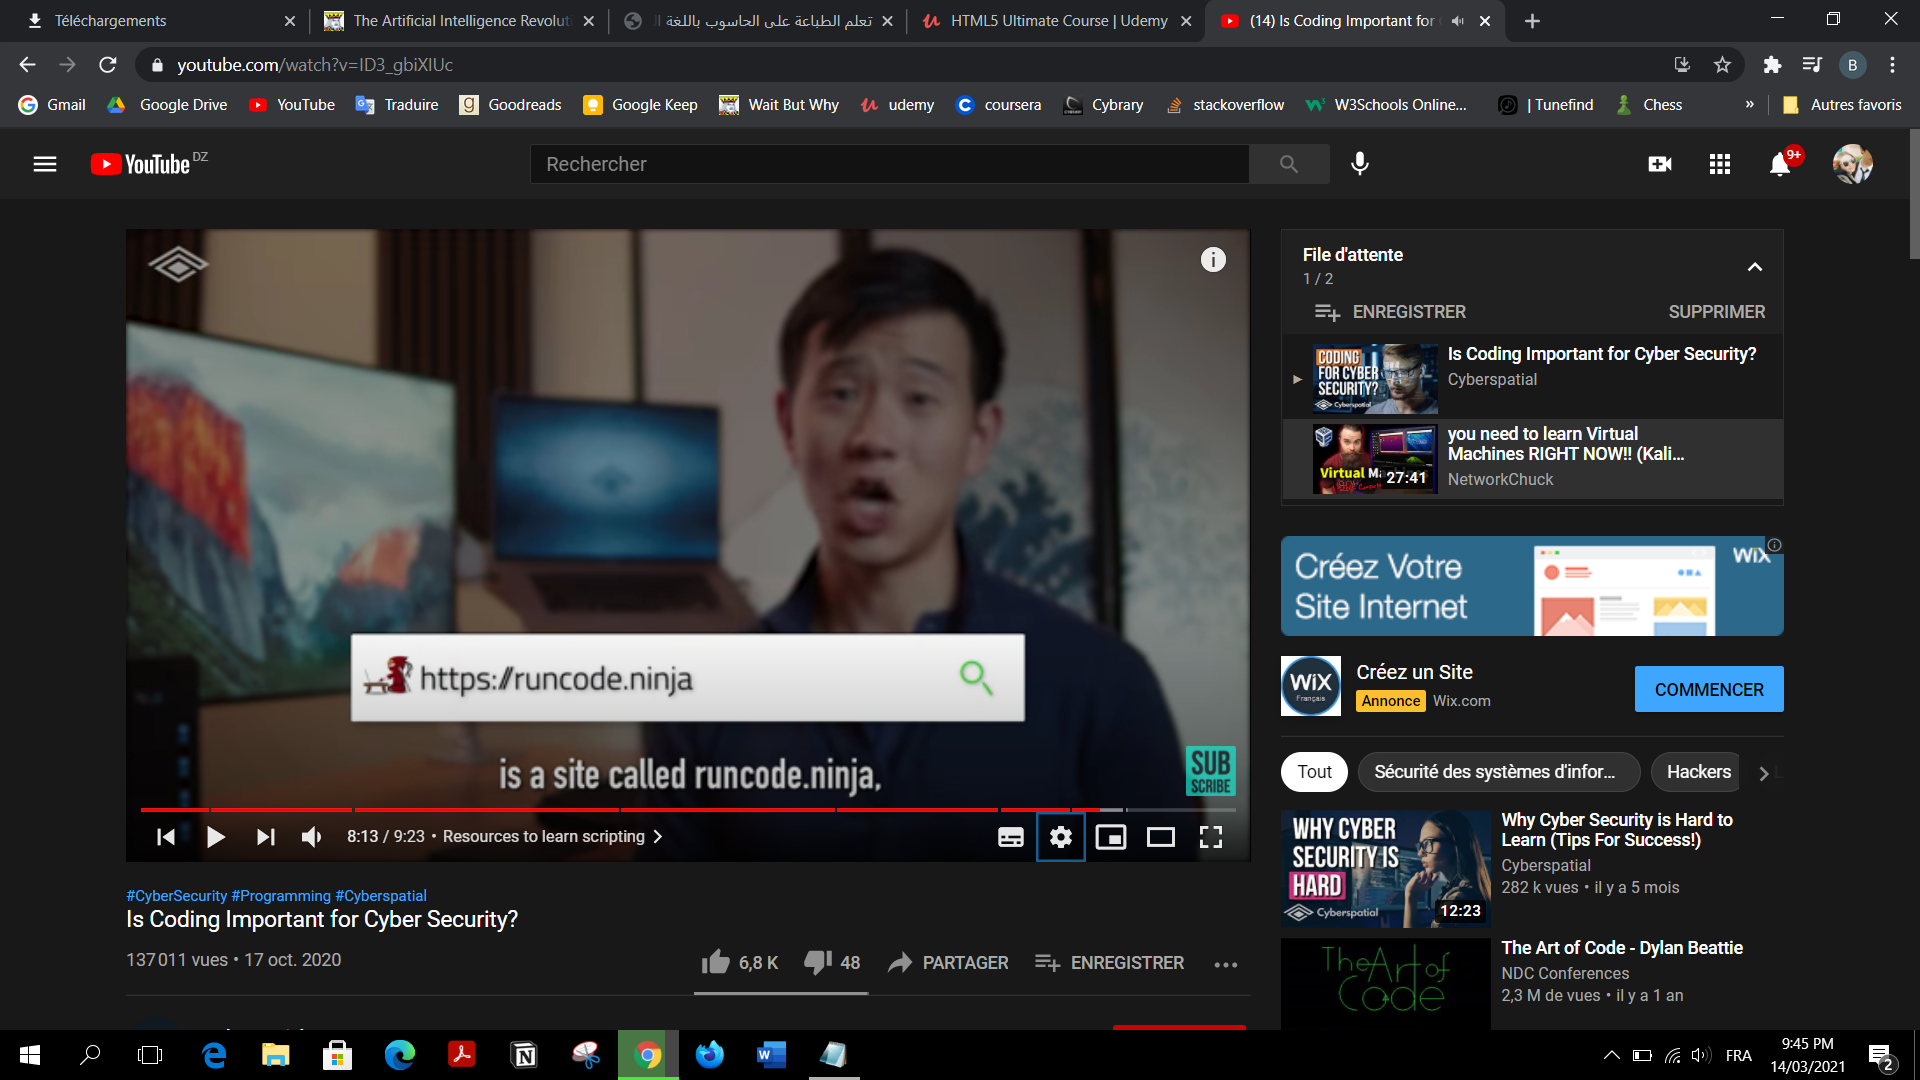 Téléchargements
The Artificial Intelligence Revoluti
تعلم الطباعة على الحاسوب باللغة ا
HTML5 Ultimate Course | Udemy
(14) Is Coding Important for
youtube.com/watch?v=ID3_gbiXIUc
B
Gmail
Google Drive
YouTube
Traduire
Goodreads
Google Keep
Wait But Why
udemy
coursera
Cybrary
stackoverflow
W3Schools Online...
| Tunefind
Chess
»
Autres favoris
YouTube DZ
Rechercher
9+
https://runcode.ninja
is a site called runcode.ninja,
SUB
SCRIBE
8:13 / 9:23 • Resources to learn scripting
#CyberSecurity #Programming #Cyberspatial
Is Coding Important for Cyber Security?
137 011 vues • 17 oct. 2020
6,8 K
48
PARTAGER
ENREGISTRER
File d'attente
1 / 2
ENREGISTRER
SUPPRIMER
CODING
FOR CYBER
SECURITY?
Cyberspatial
Is Coding Important for Cyber Security?
Cyberspatial
Virtual M
27:41
you need to learn Virtual
Machines RIGHT NOW!! (Kali...
NetworkChuck
Créez Votre
Site Internet
WiX
WiX
Français
Créez un Site
Annonce Wix.com
COMMENCER
Tout
Sécurité des systèmes d'infor...
Hackers
WHY CYBER
SECURITY IS
HARD
Cyberspatial
12:23
Why Cyber Security is Hard to
Learn (Tips For Success!)
Cyberspatial
282 k vues • il y a 5 mois
The Art of
Code
The Art of Code - Dylan Beattie
NDC Conferences
2,3 M de vues • il y a 1 an
FRA
9:45 PM
14/03/2021
2